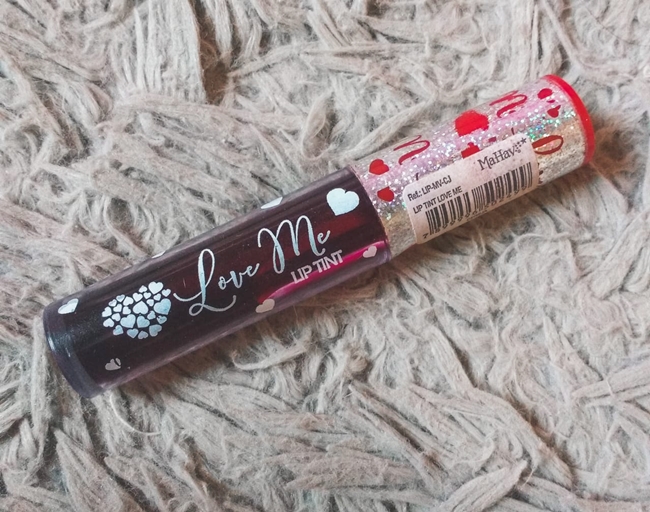 Love Me
LIP TINT
MaHav
Ref.: LIP-MV-CJ
LIP TINT LOVE ME